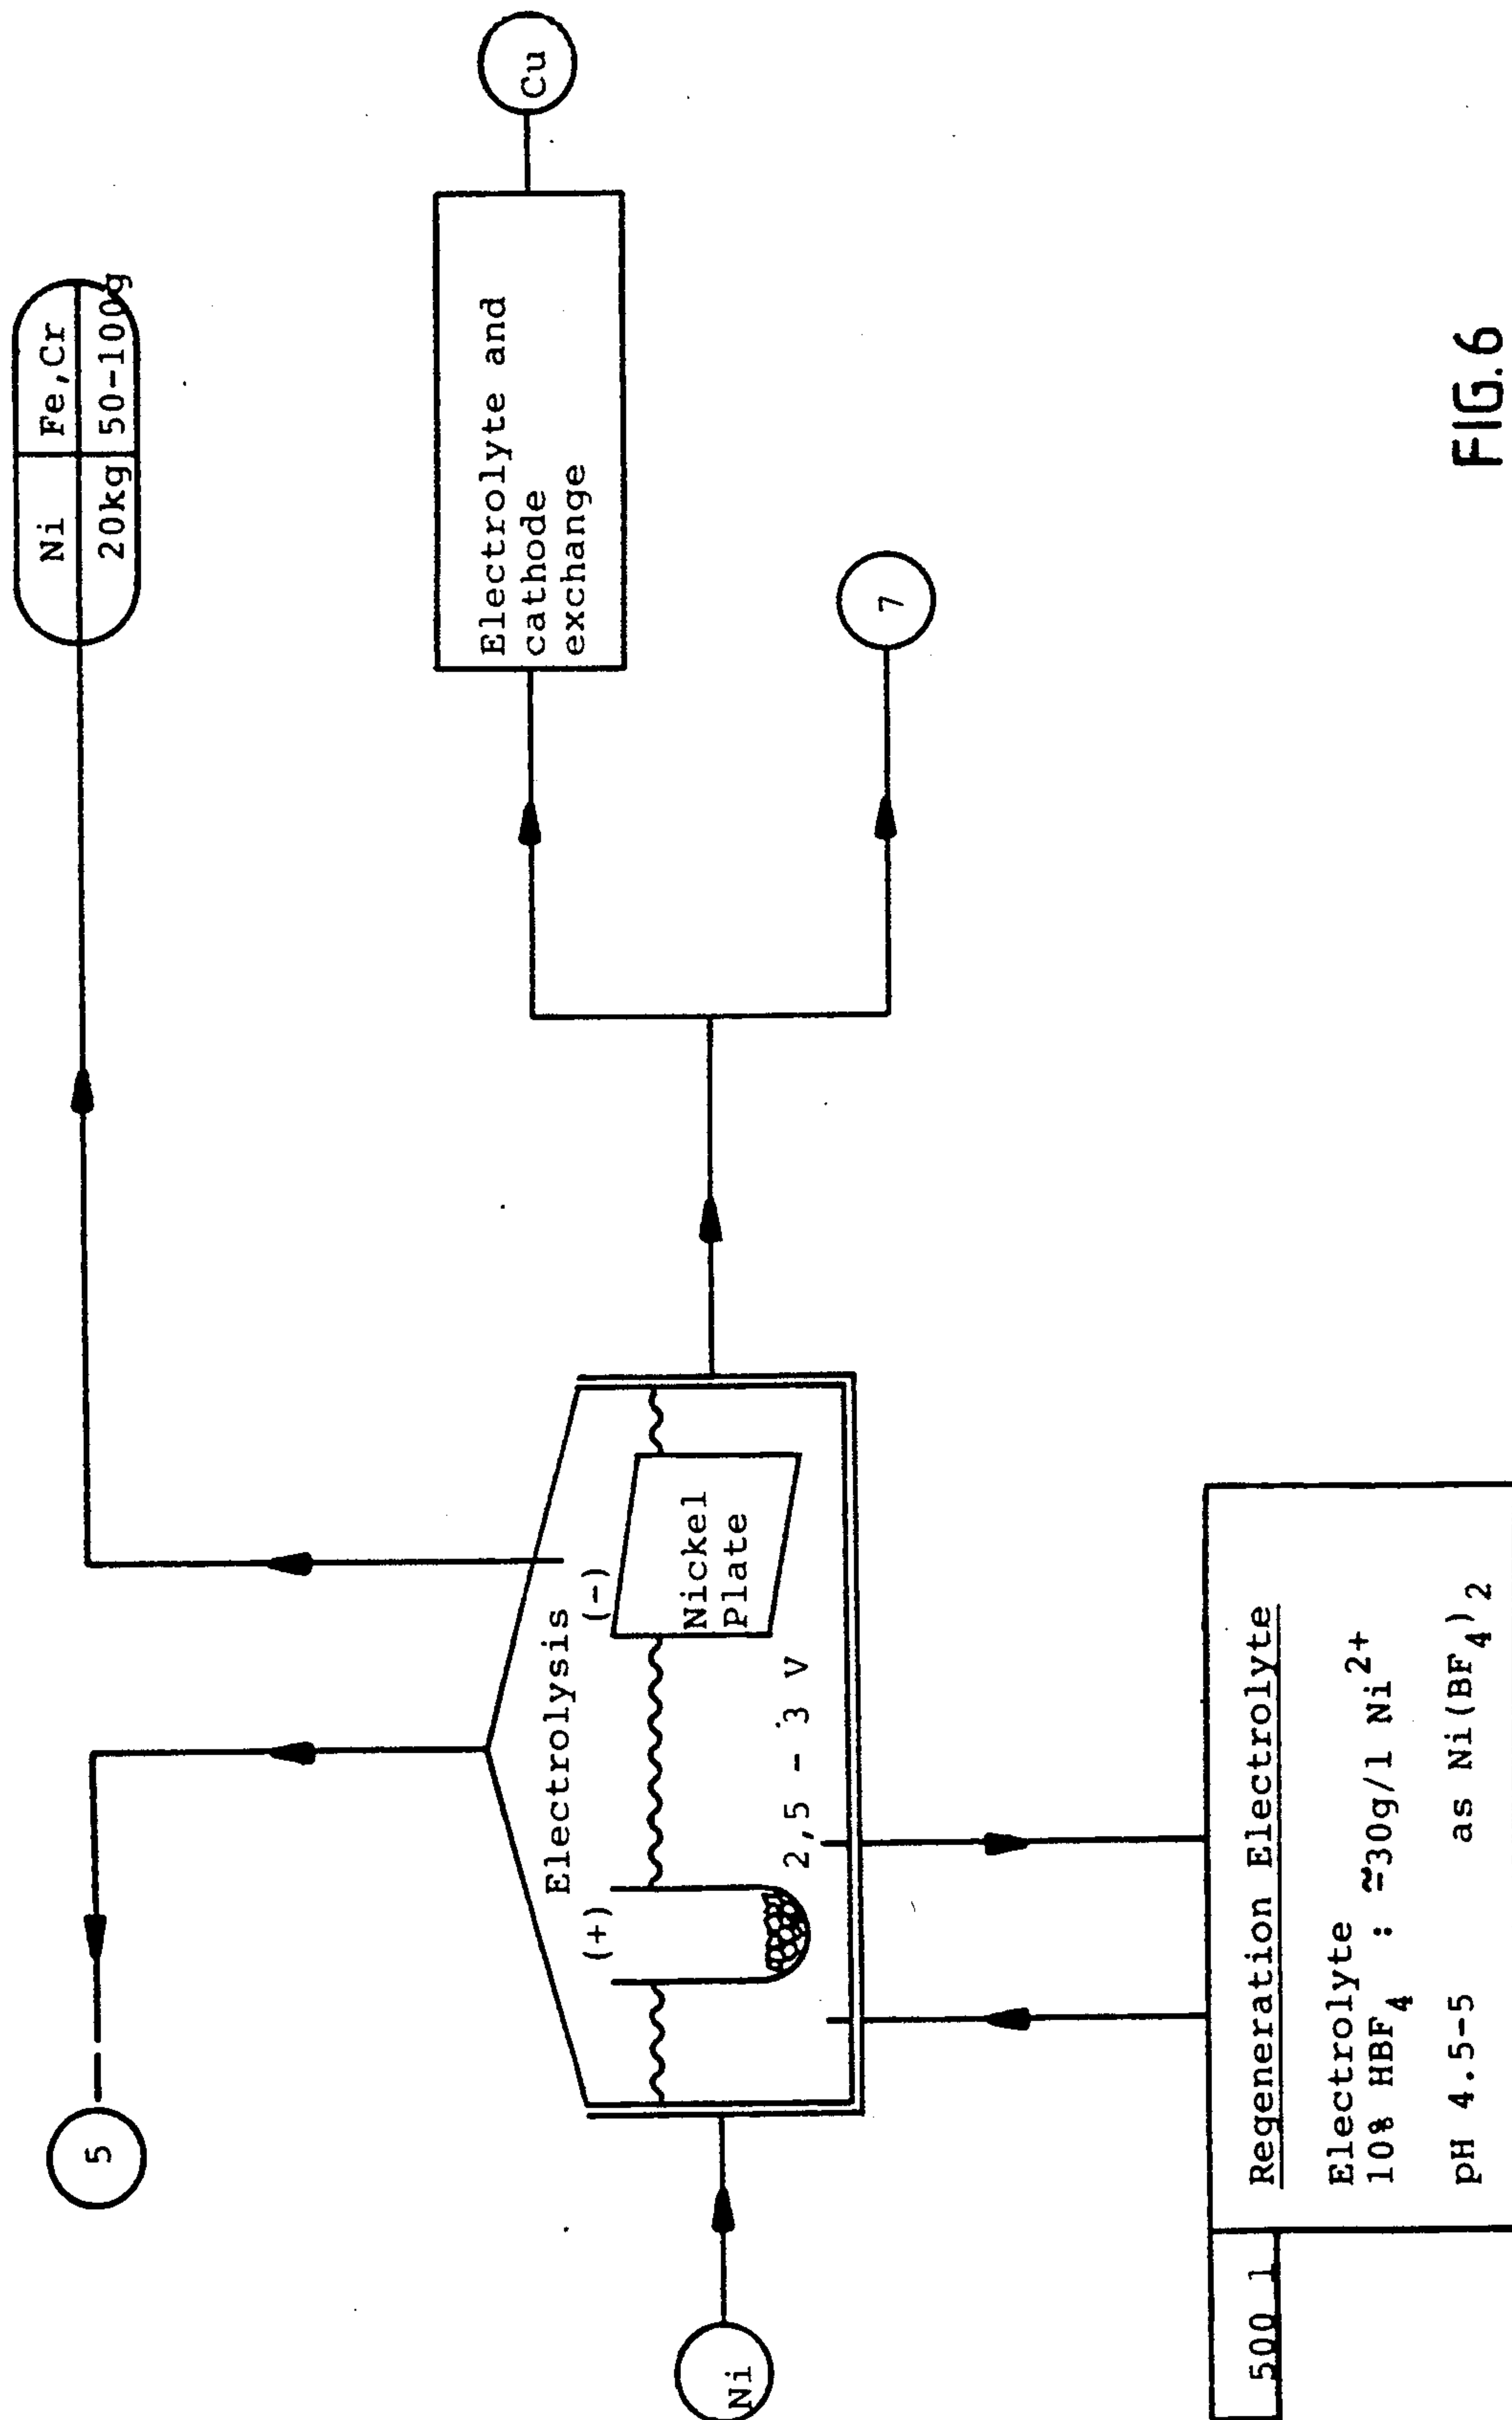 5
Ni Fe,Cr
20kg 50-100g
Electrolysis
(+) (-)
Nickel
Plate
2,5 - 3 V
Ni
Electrolyte and
cathode
exchange
Cu
7
500 l
Regeneration Electrolyte
Electrolyte
10% HBF4 : ≈30g/l Ni2+
pH 4.5-5 as Ni(BF4)2
FIG.6